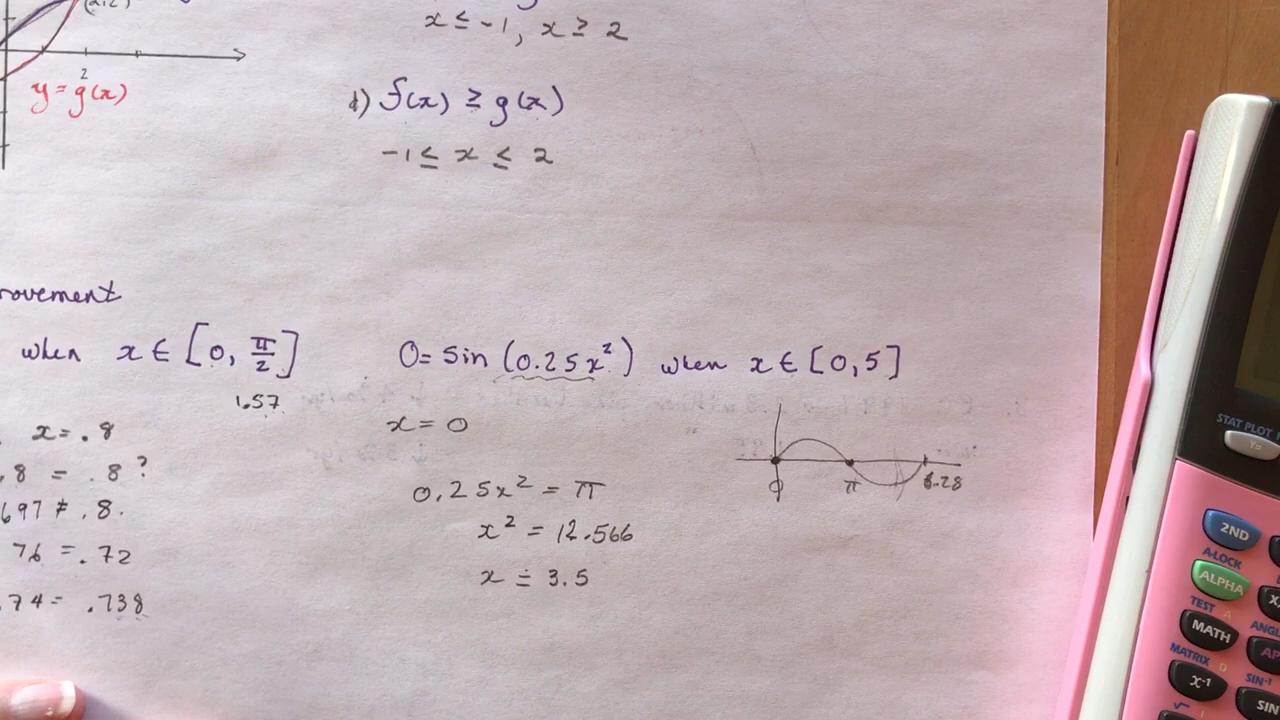 x ≤ -1, x ≥ 2
2
y = g(x)
d) f(x) ≥ g(x)
-1 ≤ x ≤ 2
when x ∈ [0, π/2]
1.57
x = .8
.8 = .8 ?
697 ≠ .8.
76 = .72
.74 = .738
0 = sin (0.25x²) when x ∈ [0, 5]
x = 0
0.25x² = π
x² = 12.566
x ≐ 3.5
0 π 6.28
STAT PLOT
Y=
2ND
A-LOCK
ALPHA
TEST A
MATH
MATRIX D
x⁻¹
SIN⁻¹
SIN
√